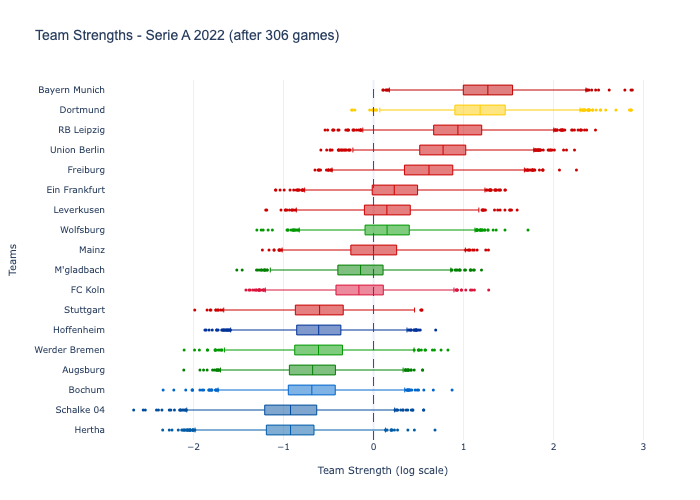 Team Strengths - Serie A 2022 (after 306 games)
Teams
Bayern Munich
Dortmund
RB Leipzig
Union Berlin
Freiburg
Ein Frankfurt
Leverkusen
Wolfsburg
Mainz
M'gladbach
FC Koln
Stuttgart
Hoffenheim
Werder Bremen
Augsburg
Bochum
Schalke 04
Hertha
−2 −1 0 1 2 3
Team Strength (log scale)